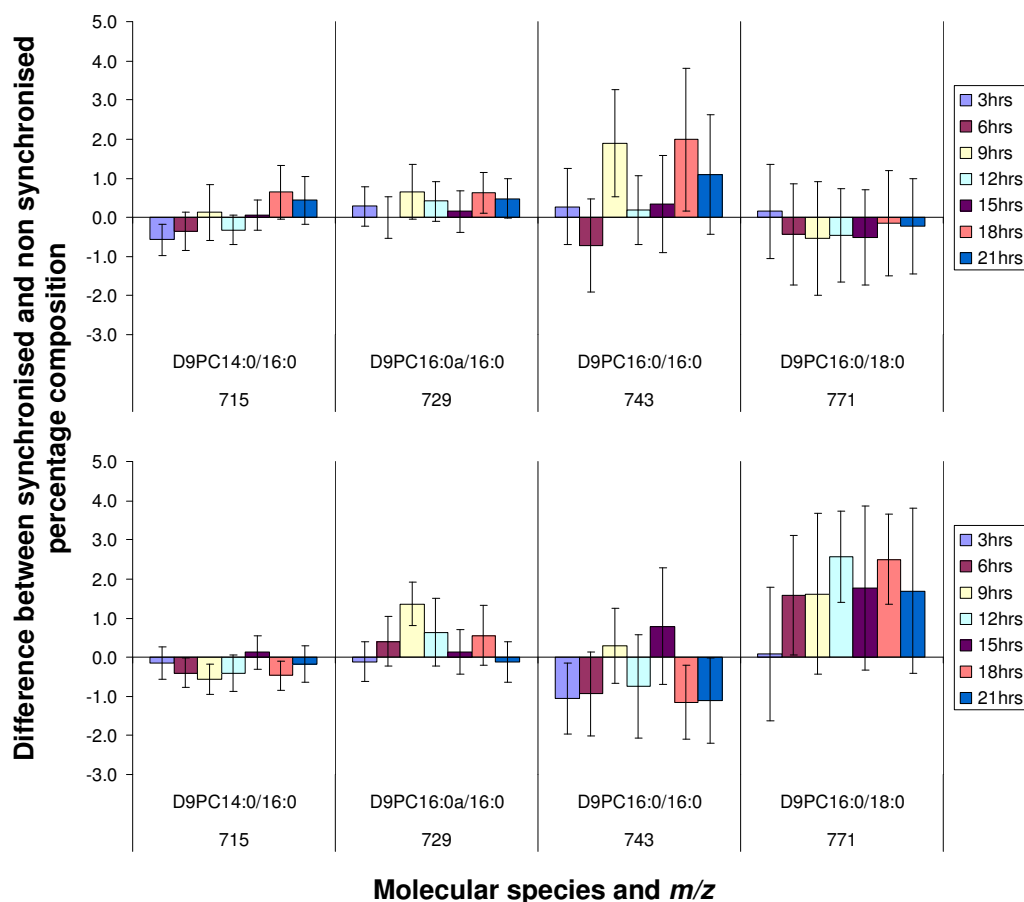 Difference between synchronised and non synchronised
percentage composition
5.0
4.0
3.0
2.0
1.0
0.0
-1.0
-2.0
-3.0
D9PC14:0/16:0 D9PC16:0a/16:0 D9PC16:0/16:0 D9PC16:0/18:0
715 729 743 771
3hrs
6hrs
9hrs
12hrs
15hrs
18hrs
21hrs
5.0
4.0
3.0
2.0
1.0
0.0
-1.0
-2.0
-3.0
D9PC14:0/16:0 D9PC16:0a/16:0 D9PC16:0/16:0 D9PC16:0/18:0
715 729 743 771
3hrs
6hrs
9hrs
12hrs
15hrs
18hrs
21hrs
Molecular species and m/z